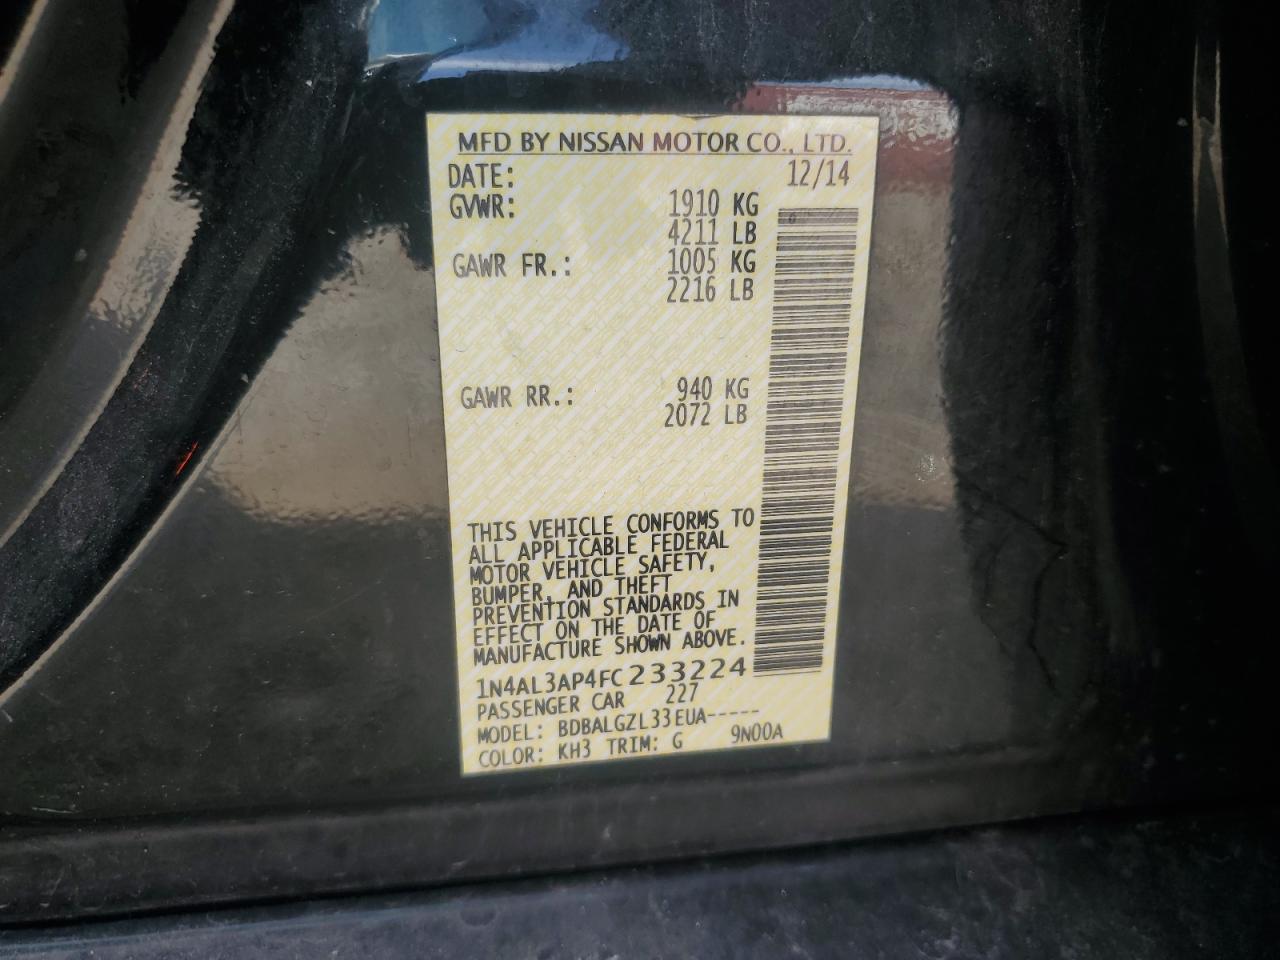 MFD BY NISSAN MOTOR CO., LTD.
DATE: 12/14
GVWR: 1910 KG
4211 LB
GAWR FR.: 1005 KG
2216 LB
GAWR RR.: 940 KG
2072 LB
THIS VEHICLE CONFORMS TO
ALL APPLICABLE FEDERAL
MOTOR VEHICLE SAFETY,
BUMPER, AND THEFT
PREVENTION STANDARDS IN
EFFECT ON THE DATE OF
MANUFACTURE SHOWN ABOVE.
1N4AL3AP4FC233224
PASSENGER CAR 227
MODEL: BDBALGZL33EUA-----
COLOR: KH3 TRIM: G 9N00A